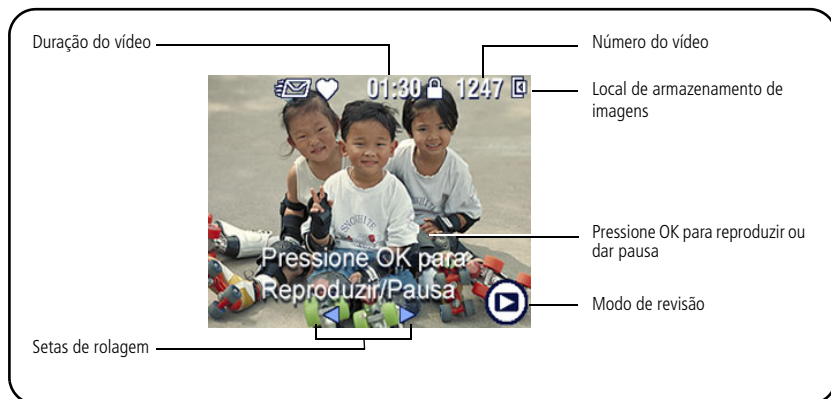 Duração do vídeo
Número do vídeo
01:30
1247
Local de armazenamento de
imagens
Pressione OK para reproduzir ou
dar pausa
Pressione OK para
Reproduzir/Pausa
Modo de revisão
Setas de rolagem